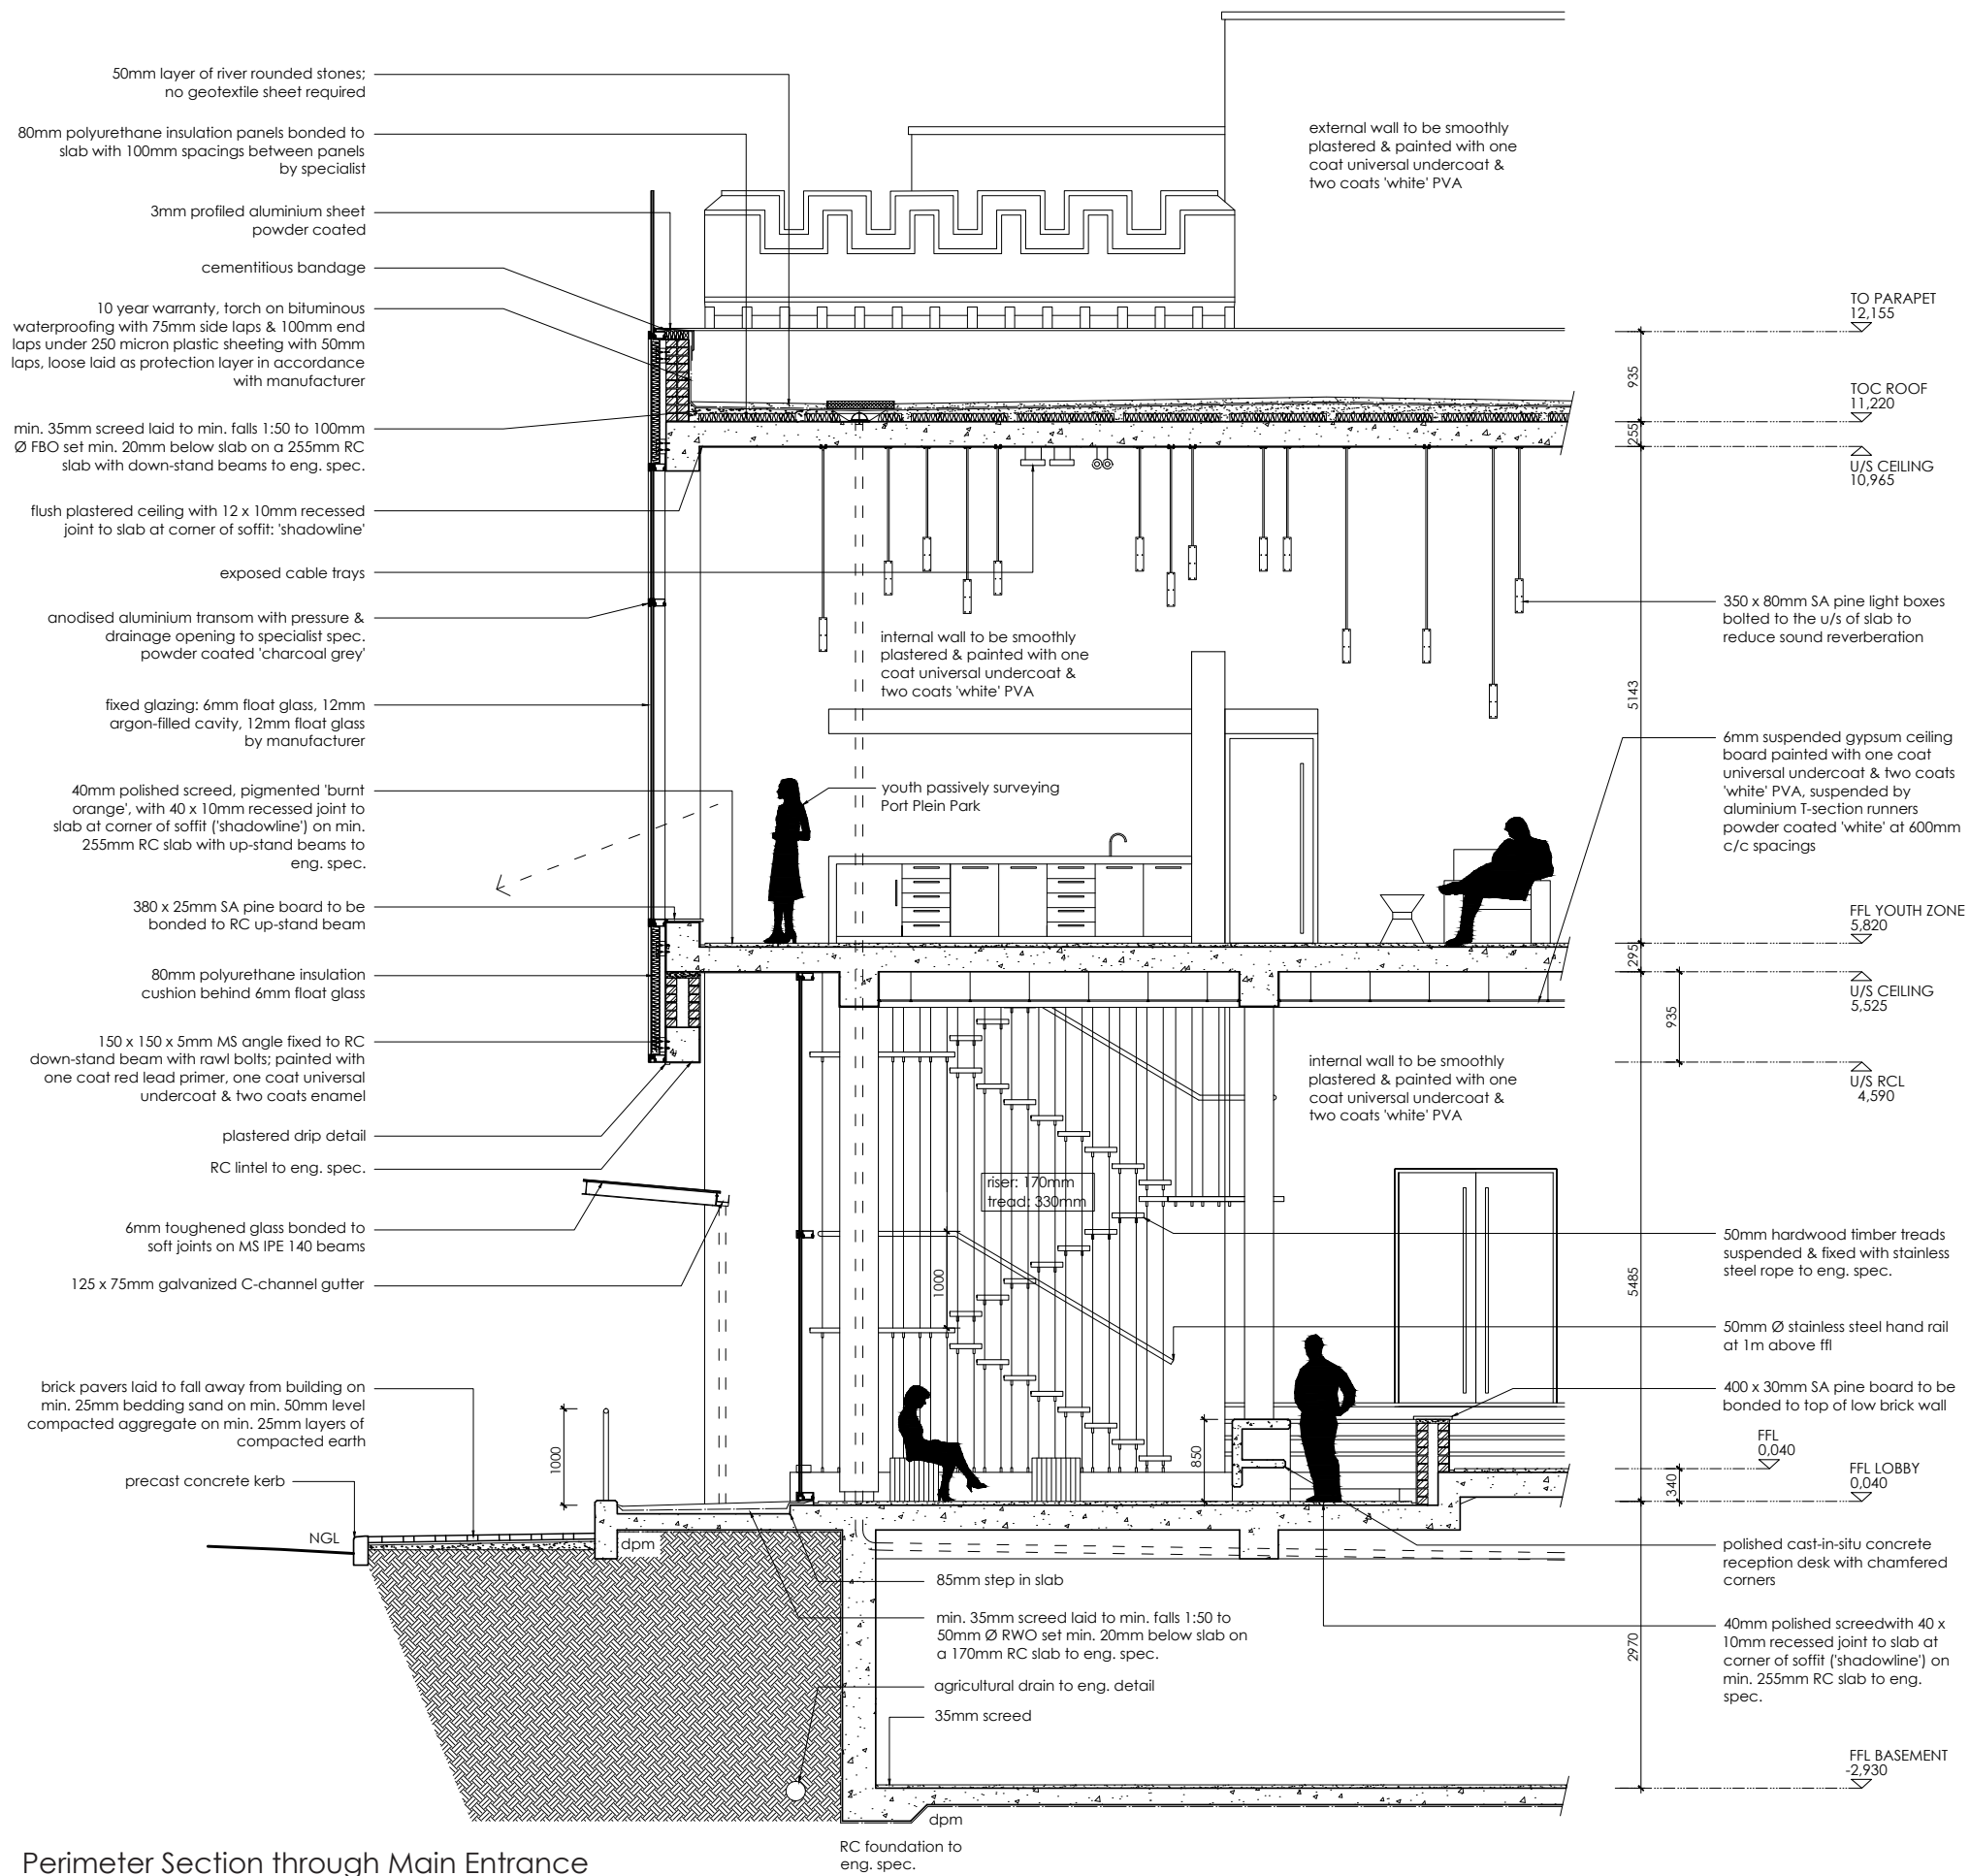 50mm layer of river rounded stones;
no geotextile sheet required
80mm polyurethane insulation panels bonded to
slab with 100mm spacings between panels
by specialist
3mm profiled aluminium sheet
powder coated
cementitious bandage
10 year warranty, torch on bituminous
waterproofing with 75mm side laps & 100mm end
laps under 250 micron plastic sheeting with 50mm
laps, loose laid as protection layer in accordance
with manufacturer
min. 35mm screed laid to min. falls 1:50 to 100mm
Ø FBO set min. 20mm below slab on a 255mm RC
slab with down-stand beams to eng. spec.
flush plastered ceiling with 12 x 10mm recessed
joint to slab at corner of soffit: 'shadowline'
exposed cable trays
anodised aluminium transom with pressure &
drainage opening to specialist spec.
powder coated 'charcoal grey'
fixed glazing: 6mm float glass, 12mm
argon-filled cavity, 12mm float glass
by manufacturer
40mm polished screed, pigmented 'burnt
orange', with 40 x 10mm recessed joint to
slab at corner of soffit ('shadowline') on min.
255mm RC slab with up-stand beams to
eng. spec.
380 x 25mm SA pine board to be
bonded to RC up-stand beam
80mm polyurethane insulation
cushion behind 6mm float glass
150 x 150 x 5mm MS angle fixed to RC
down-stand beam with rawl bolts; painted with
one coat red lead primer, one coat universal
undercoat & two coats enamel
plastered drip detail
RC lintel to eng. spec.
6mm toughened glass bonded to
soft joints on MS IPE 140 beams
125 x 75mm galvanized C-channel gutter
brick pavers laid to fall away from building on
min. 25mm bedding sand on min. 50mm level
compacted aggregate on min. 25mm layers of
compacted earth
precast concrete kerb
NGL
dpm
1000
external wall to be smoothly
plastered & painted with one
coat universal undercoat &
two coats 'white' PVA
internal wall to be smoothly
plastered & painted with one
coat universal undercoat &
two coats 'white' PVA
youth passively surveying
Port Plein Park
internal wall to be smoothly
plastered & painted with one
coat universal undercoat &
two coats 'white' PVA
riser: 170mm
tread: 330mm
1000
850
85mm step in slab
min. 35mm screed laid to min. falls 1:50 to
50mm Ø RWO set min. 20mm below slab on
a 170mm RC slab to eng. spec.
agricultural drain to eng. detail
35mm screed
dpm
RC foundation to
eng. spec.
935
255
5143
295
935
5485
340
2970
TO PARAPET
12,155
TOC ROOF
11,220
U/S CEILING
10,965
350 x 80mm SA pine light boxes
bolted to the u/s of slab to
reduce sound reverberation
6mm suspended gypsum ceiling
board painted with one coat
universal undercoat & two coats
'white' PVA, suspended by
aluminium T-section runners
powder coated 'white' at 600mm
c/c spacings
FFL YOUTH ZONE
5,820
U/S CEILING
5,525
U/S RCL
4,590
50mm hardwood timber treads
suspended & fixed with stainless
steel rope to eng. spec.
50mm Ø stainless steel hand rail
at 1m above ffl
400 x 30mm SA pine board to be
bonded to top of low brick wall
FFL
0,040
FFL LOBBY
0,040
polished cast-in-situ concrete
reception desk with chamfered
corners
40mm polished screedwith 40 x
10mm recessed joint to slab at
corner of soffit ('shadowline') on
min. 255mm RC slab to eng.
spec.
FFL BASEMENT
-2,930
Perimeter Section through Main Entrance